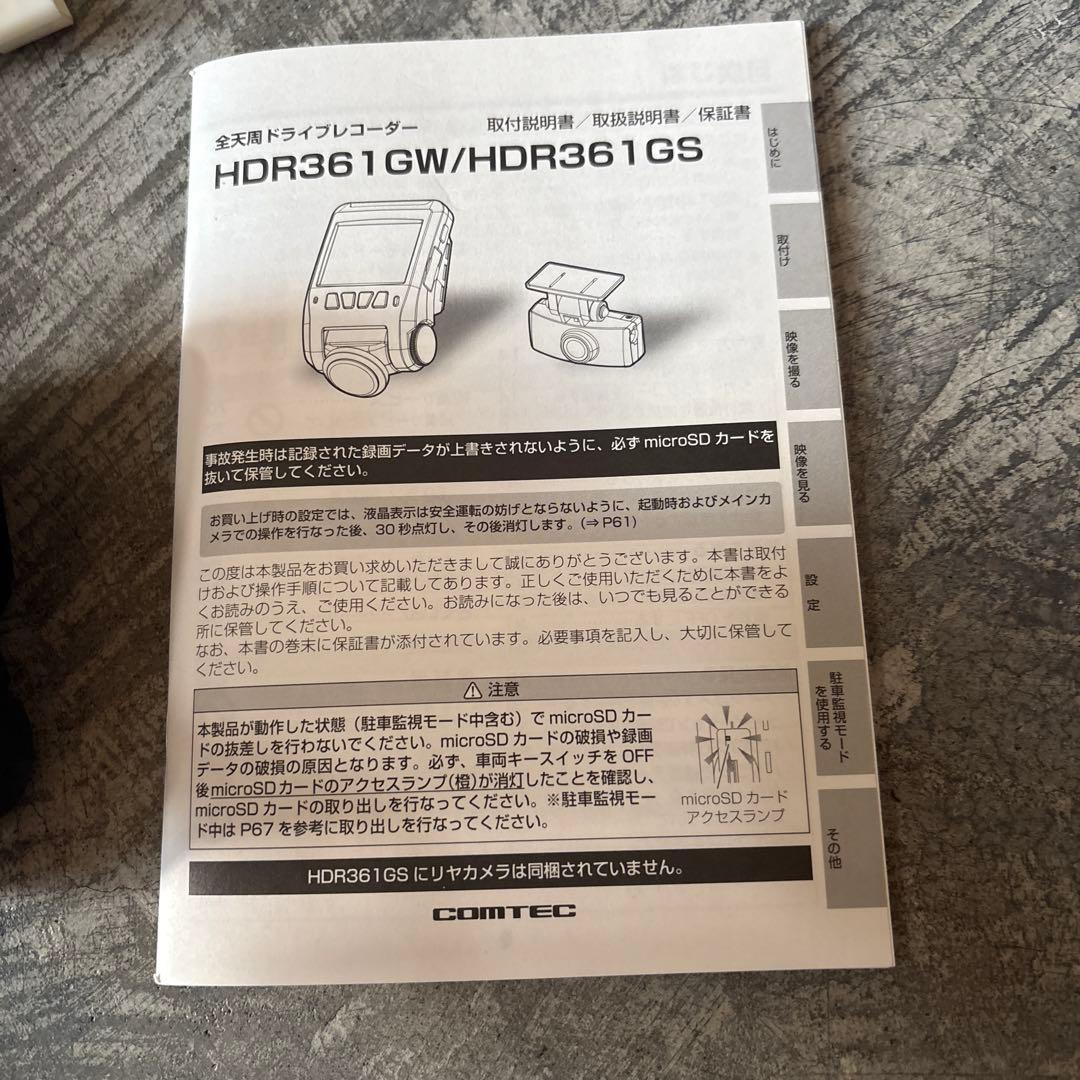 全天周ドライブレコーダー
取付説明書／取扱説明書／保証書
HDR361GW/HDR361GS
事故発生時は記録された録画データが上書きされないように、必ず microSD カードを
抜いて保管してください。
お買い上げ時の設定では、液晶表示は安全運転の妨げとならないように、起動時およびメインカ
メラでの操作を行なった後、30 秒点灯し、その後消灯します。(⇒ P61)
この度は本製品をお買い求めいただきまして誠にありがとうございます。本書は取付
けおよび操作手順について記載してあります。正しくご使用いただくために本書をよ
くお読みのうえ、ご使用ください。お読みになった後は、いつでも見ることができる
所に保管してください。
なお、本書の巻末に保証書が添付されています。必要事項を記入し、大切に保管して
ください。
⚠ 注意
本製品が動作した状態（駐車監視モード中含む）で microSD カー
ドの抜差しを行わないでください。microSD カードの破損や録画
データの破損の原因となります。必ず、車両キースイッチを OFF
後microSDカードのアクセスランプ(橙)が消灯したことを確認し、
microSD カードの取り出しを行なってください。※駐車監視モー
ド中は P67 を参考に取り出しを行なってください。
microSD カード
アクセスランプ
HDR361GS にリヤカメラは同梱されていません。
COMTEC
はじめに
取付け
映像を撮る
映像を見る
設 定
駐車監視モード
を使用する
その他